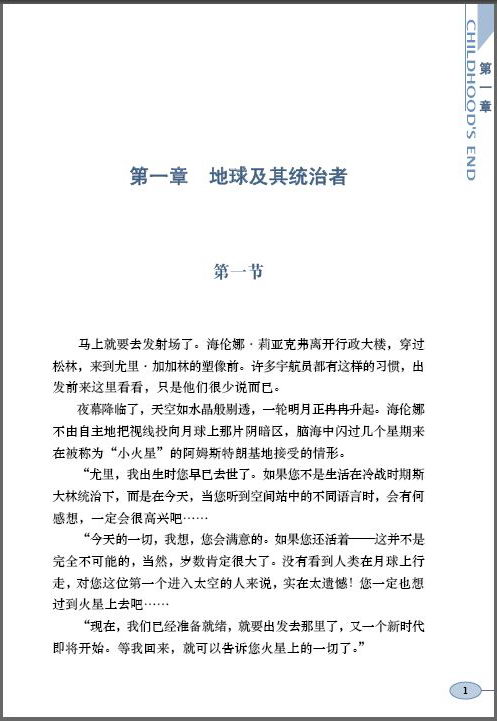 第一章
CHILDHOOD'S END
第一章 地球及其统治者
第一节
马上就要去发射场了。海伦娜·莉亚克弗离开行政大楼，穿过
松林，来到尤里·加加林的塑像前。许多宇航员都有这样的习惯，出
发前来这里看看，只是他们很少说而已。
夜幕降临了，天空如水晶般剔透，一轮明月正冉冉升起。海伦娜
不由自主地把视线投向月球上那片阴暗区，脑海中闪过几个星期来
在被称为“小火星”的阿姆斯特朗基地接受的情形。
“尤里，我出生时您早已去世了。如果您不是生活在冷战时期斯
大林统治下，而是在今天，当您听到空间站中的不同语言时，会有何
感想，一定会很高兴吧……
“今天的一切，我想，您会满意的。如果您还活着——这并不是
完全不可能的，当然，岁数肯定很大了。没有看到人类在月球上行
走，对您这位第一个进入太空的人来说，实在太遗憾！您一定也想
过到火星上去吧……
“现在，我们已经准备就绪，就要出发去那里了，又一个新时代
即将开始。等我回来，就可以告诉您火星上的一切了。”
1